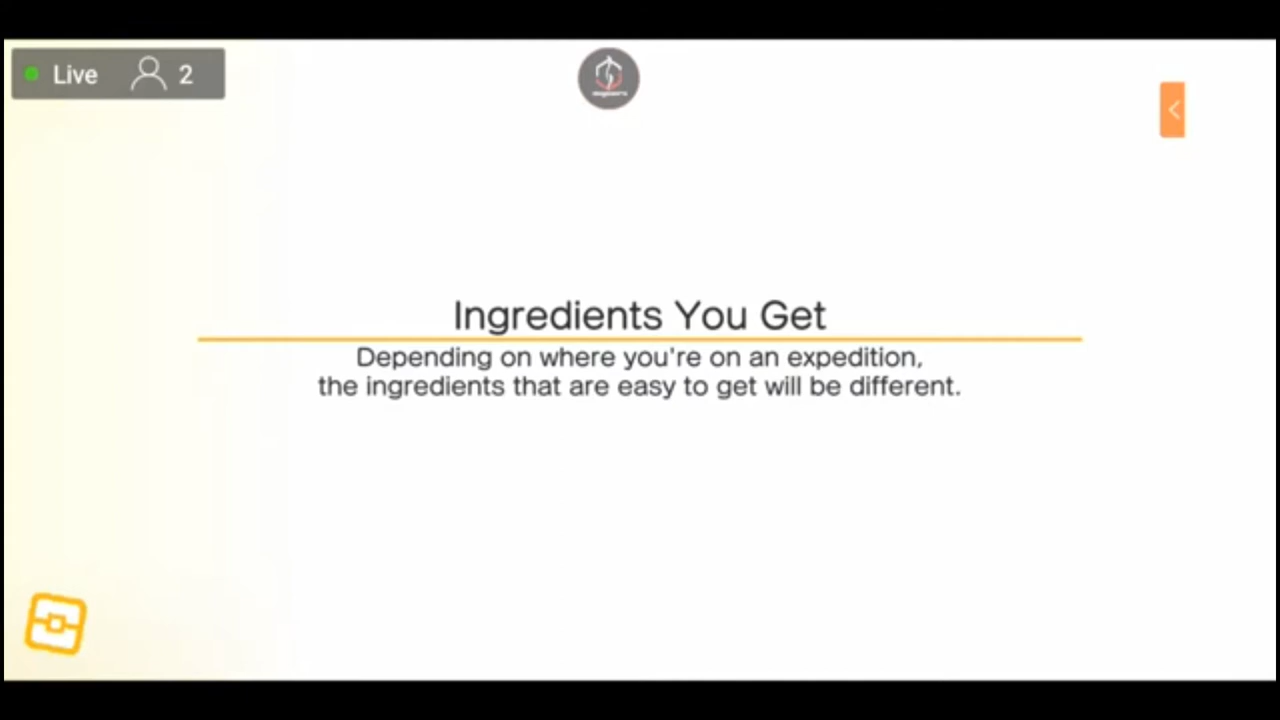 Live 2
Ingredients You Get
Depending on where you're on an expedition,
the ingredients that are easy to get will be different.